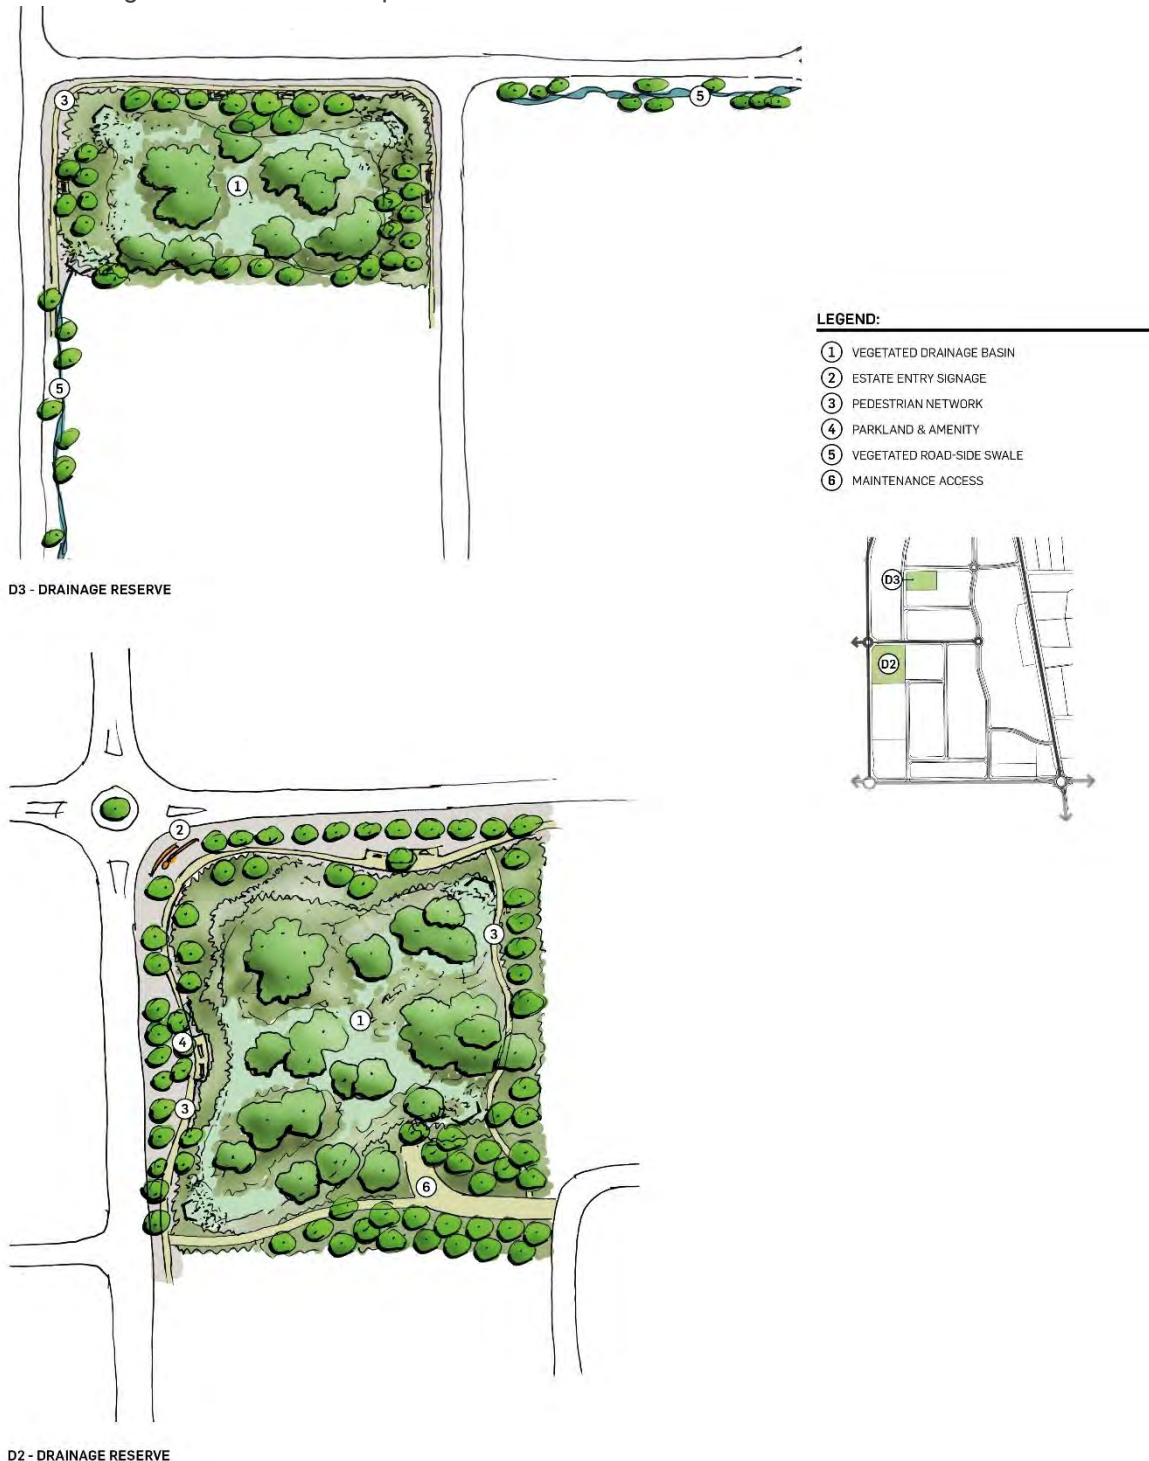 3
5
1
5
D3 - DRAINAGE RESERVE
LEGEND:
1 VEGETATED DRAINAGE BASIN
2 ESTATE ENTRY SIGNAGE
3 PEDESTRIAN NETWORK
4 PARKLAND & AMENITY
5 VEGETATED ROAD-SIDE SWALE
6 MAINTENANCE ACCESS
D3
D2
2
3
1
4
3
6
D2 - DRAINAGE RESERVE